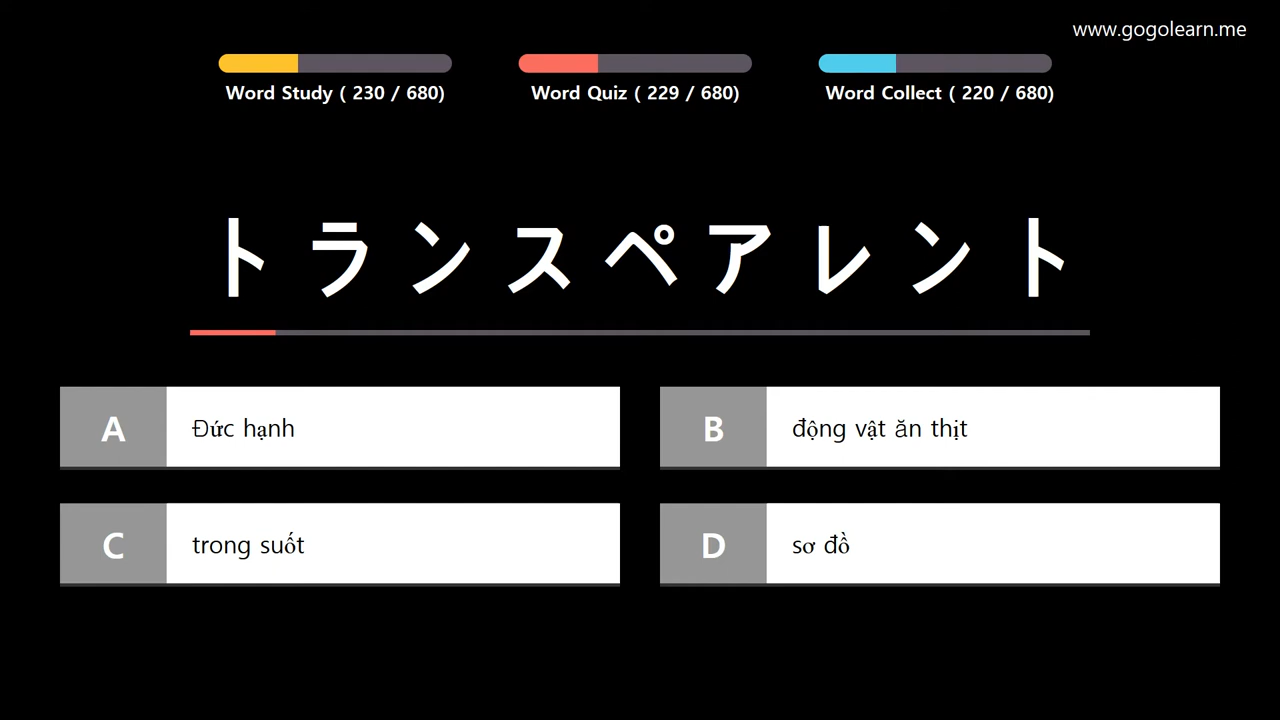 www.gogolearn.me
Word Study ( 230 / 680)
Word Quiz ( 229 / 680)
Word Collect ( 220 / 680)
トランスペアレント
A Đức hạnh
B động vật ăn thịt
C trong suốt
D sơ đồ